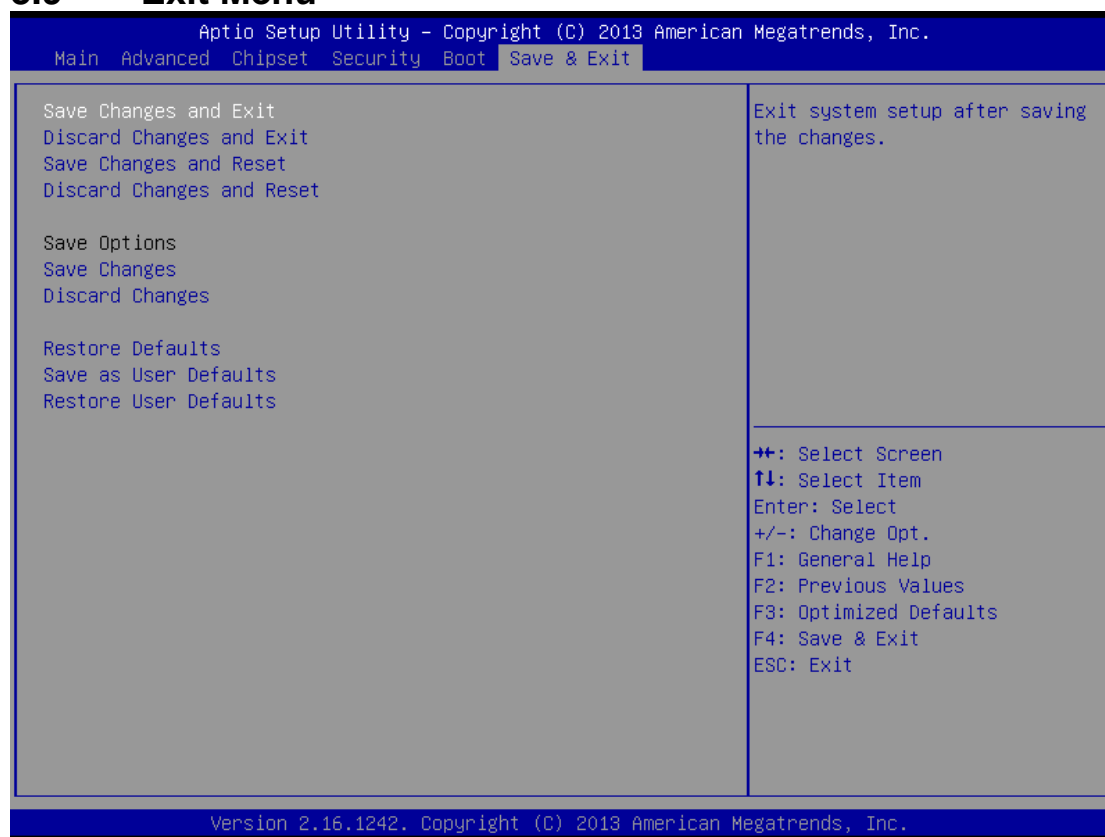 Exit Menu
Aptio Setup Utility – Copyright (C) 2013 American Megatrends, Inc.
Main Advanced Chipset Security Boot Save & Exit
Save Changes and Exit
Discard Changes and Exit
Save Changes and Reset
Discard Changes and Reset
Save Options
Save Changes
Discard Changes
Restore Defaults
Save as User Defaults
Restore User Defaults
Exit system setup after saving
the changes.
→←: Select Screen
↑↓: Select Item
Enter: Select
+/-: Change Opt.
F1: General Help
F2: Previous Values
F3: Optimized Defaults
F4: Save & Exit
ESC: Exit
Version 2.16.1242. Copyright (C) 2013 American Megatrends, Inc.